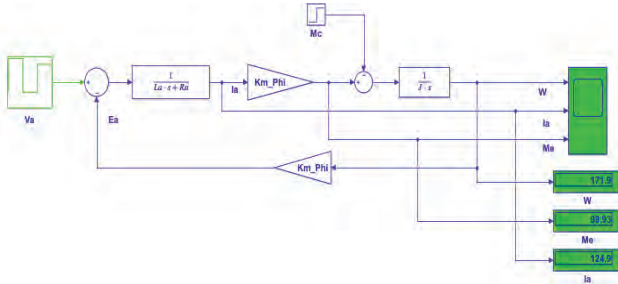 Mc
Va
Ea
1
La · s + Ra
Ia
Km_Phi
1
J · s
W
Ia
Me
Km_Phi
171.9
W
99.93
Me
124.9
Ia